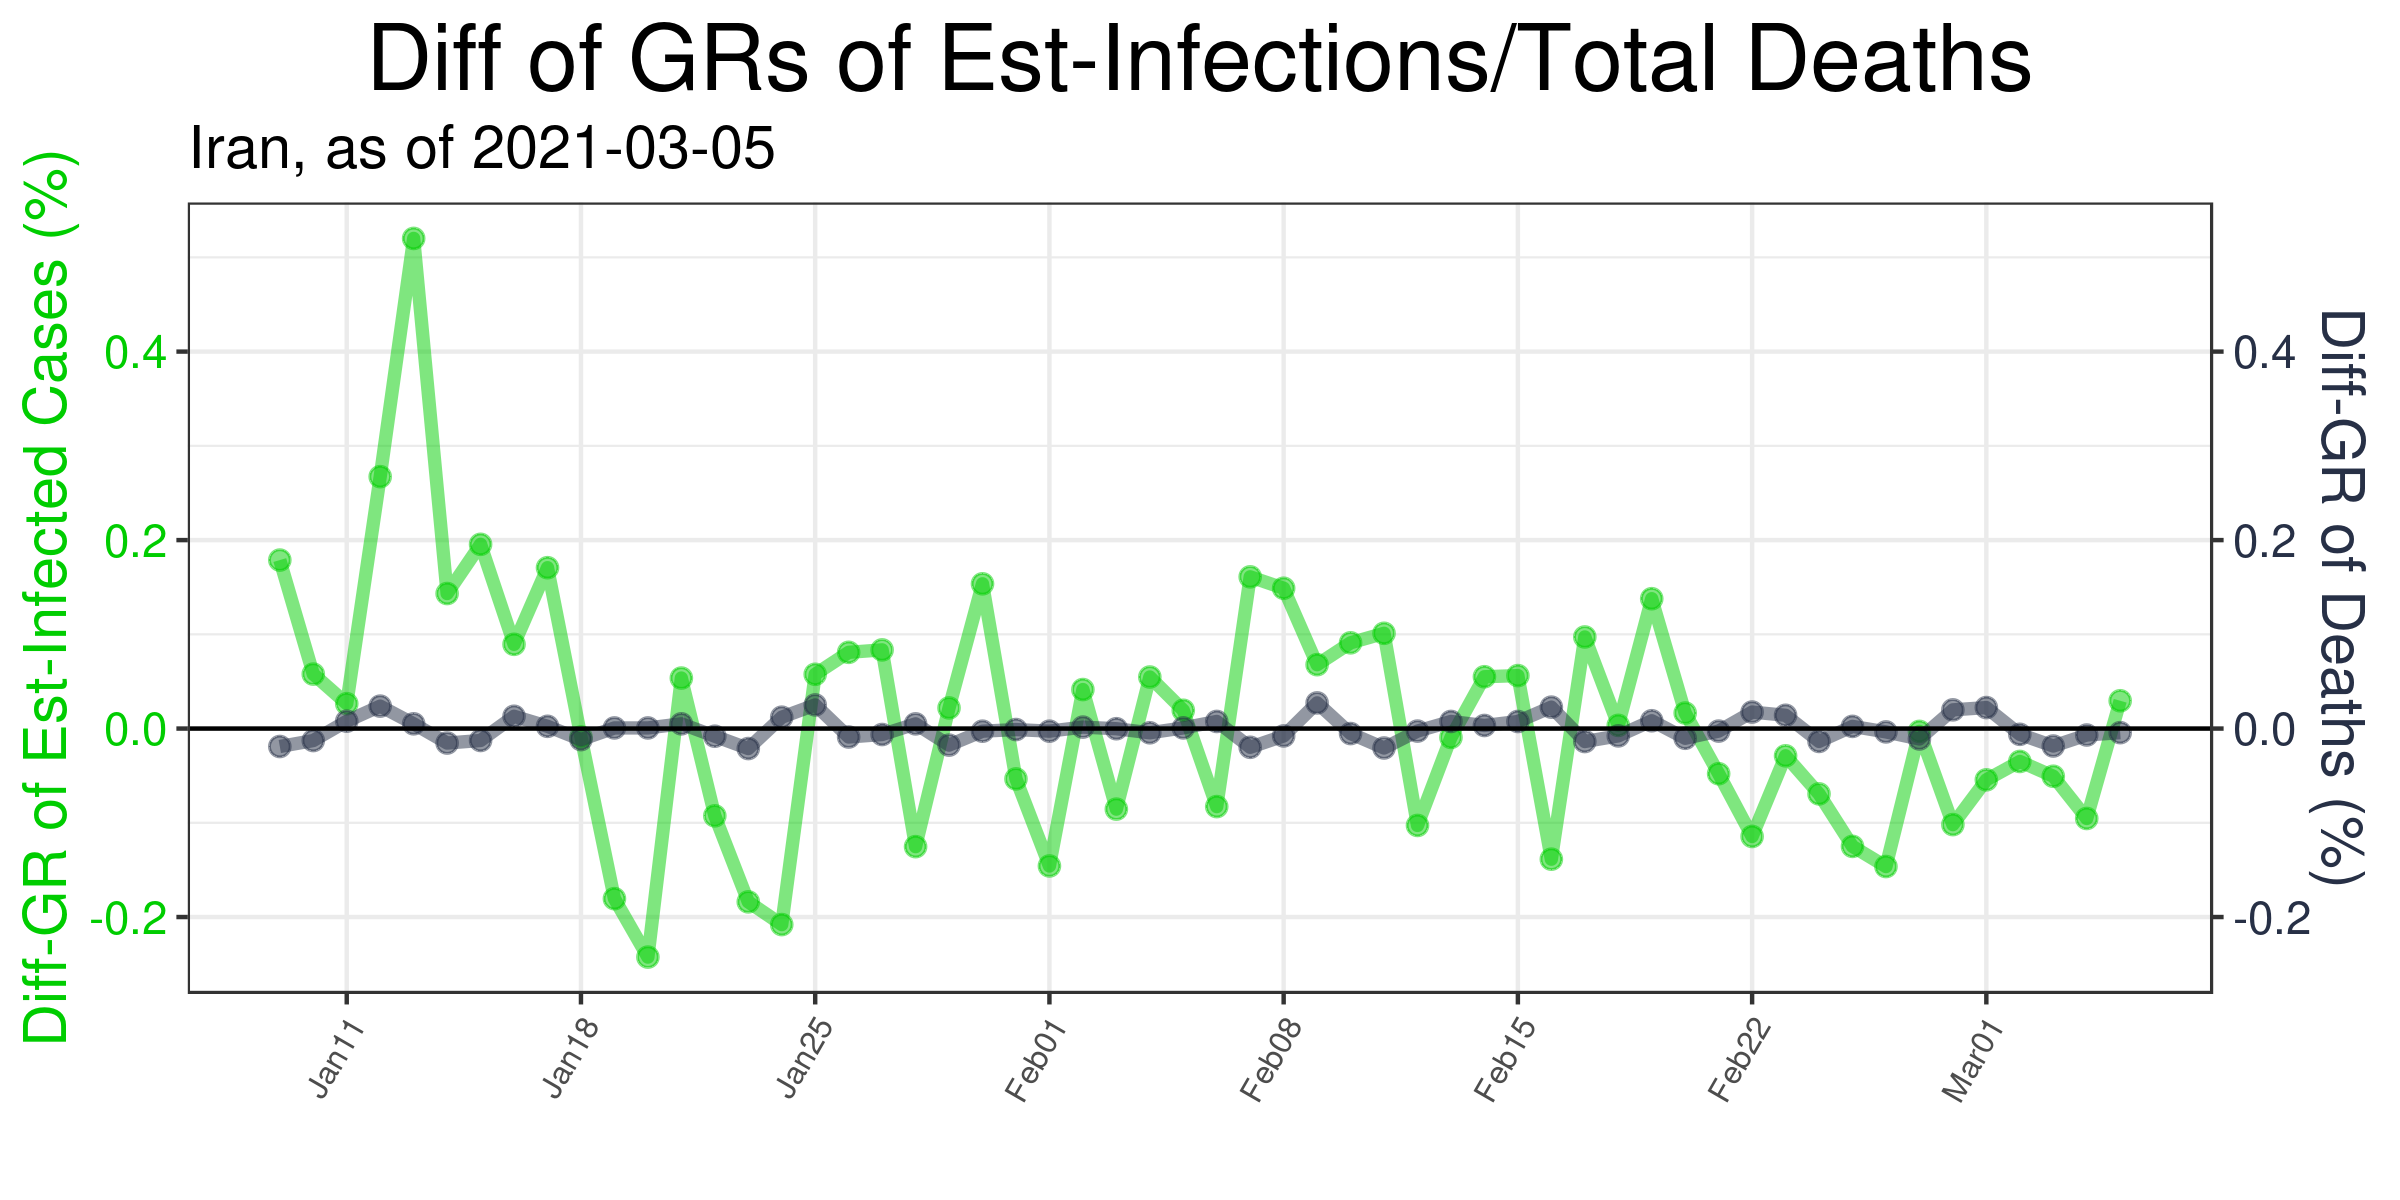 Diff of GRs of Est-Infections/Total Deaths
Iran, as of 2021-03-05
Diff-GR of Est-Infected Cases (%)
0.4
0.2
0.0
-0.2
0.4
0.2
0.0
-0.2
Diff-GR of Deaths (%)
Jan11
Jan18
Jan25
Feb01
Feb08
Feb15
Feb22
Mar01